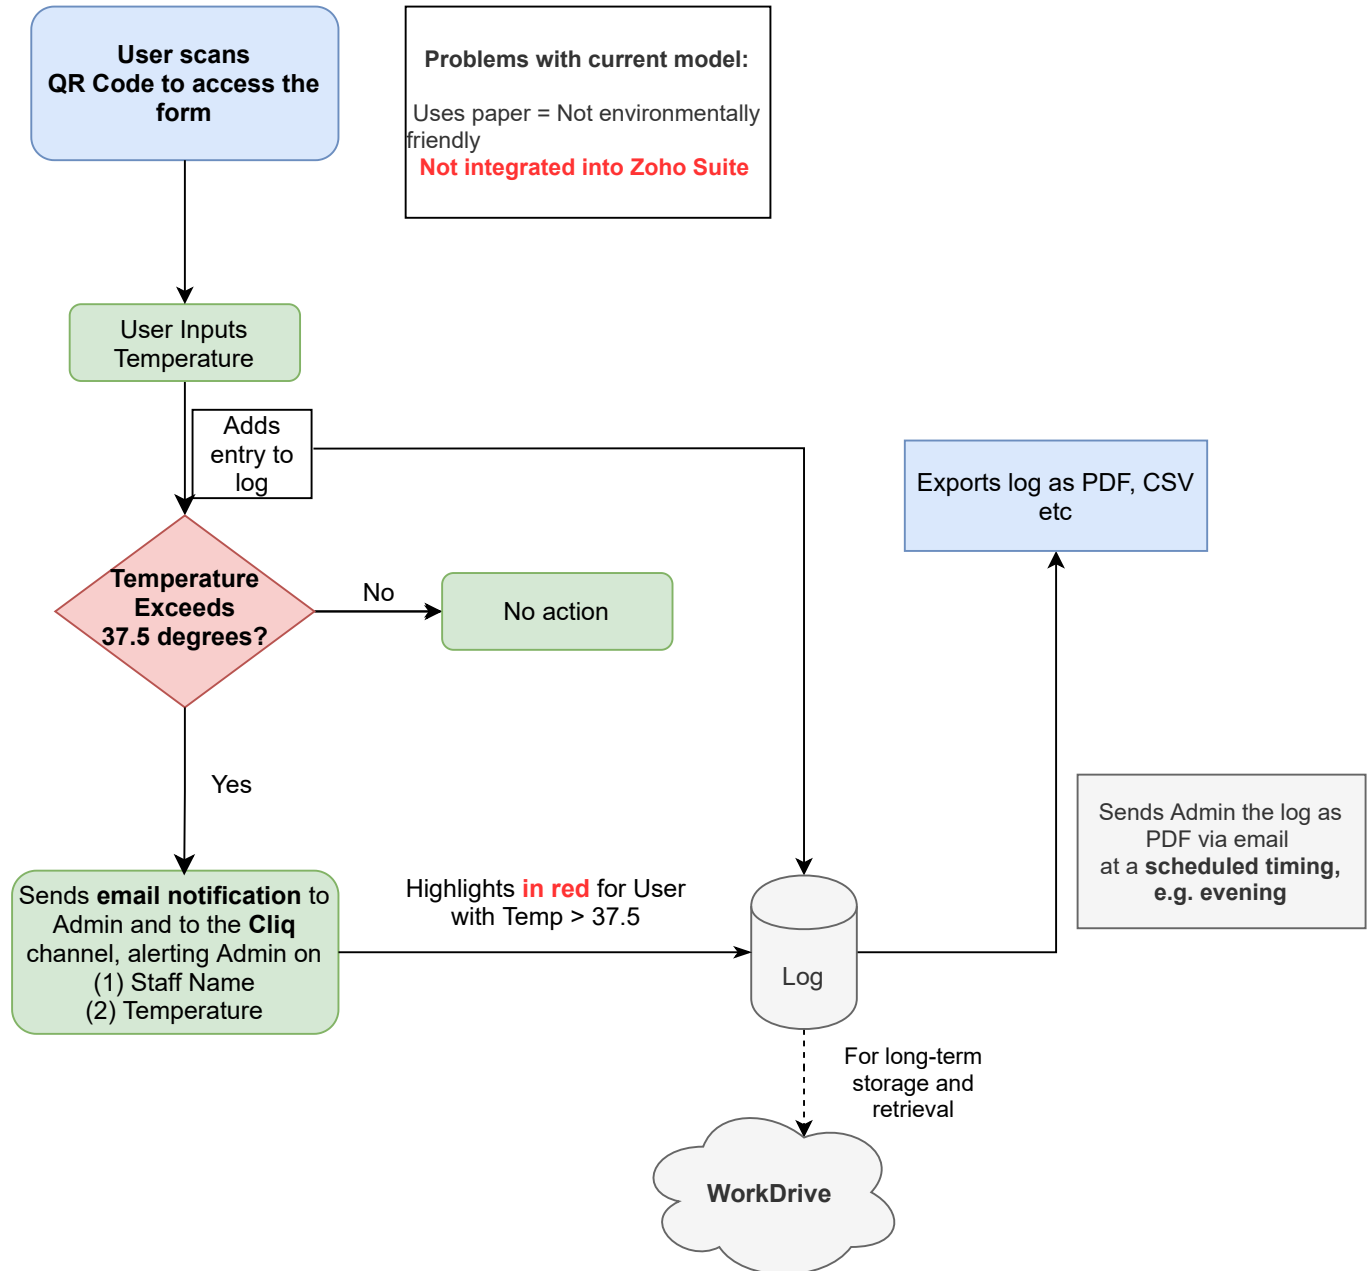 User scans
QR Code to access the
form
Problems with current model:
Uses paper = Not environmentally
friendly
Not integrated into Zoho Suite
User Inputs
Temperature
Adds
entry to
log
Exports log as PDF, CSV
etc
Temperature
Exceeds
37.5 degrees?
No
No action
Yes
Sends Admin the log as
PDF via email
at a scheduled timing,
e.g. evening
Sends email notification to
Admin and to the Cliq
channel, alerting Admin on
(1) Staff Name
(2) Temperature
Highlights in red for User
with Temp > 37.5
Log
For long-term
storage and
retrieval
WorkDrive